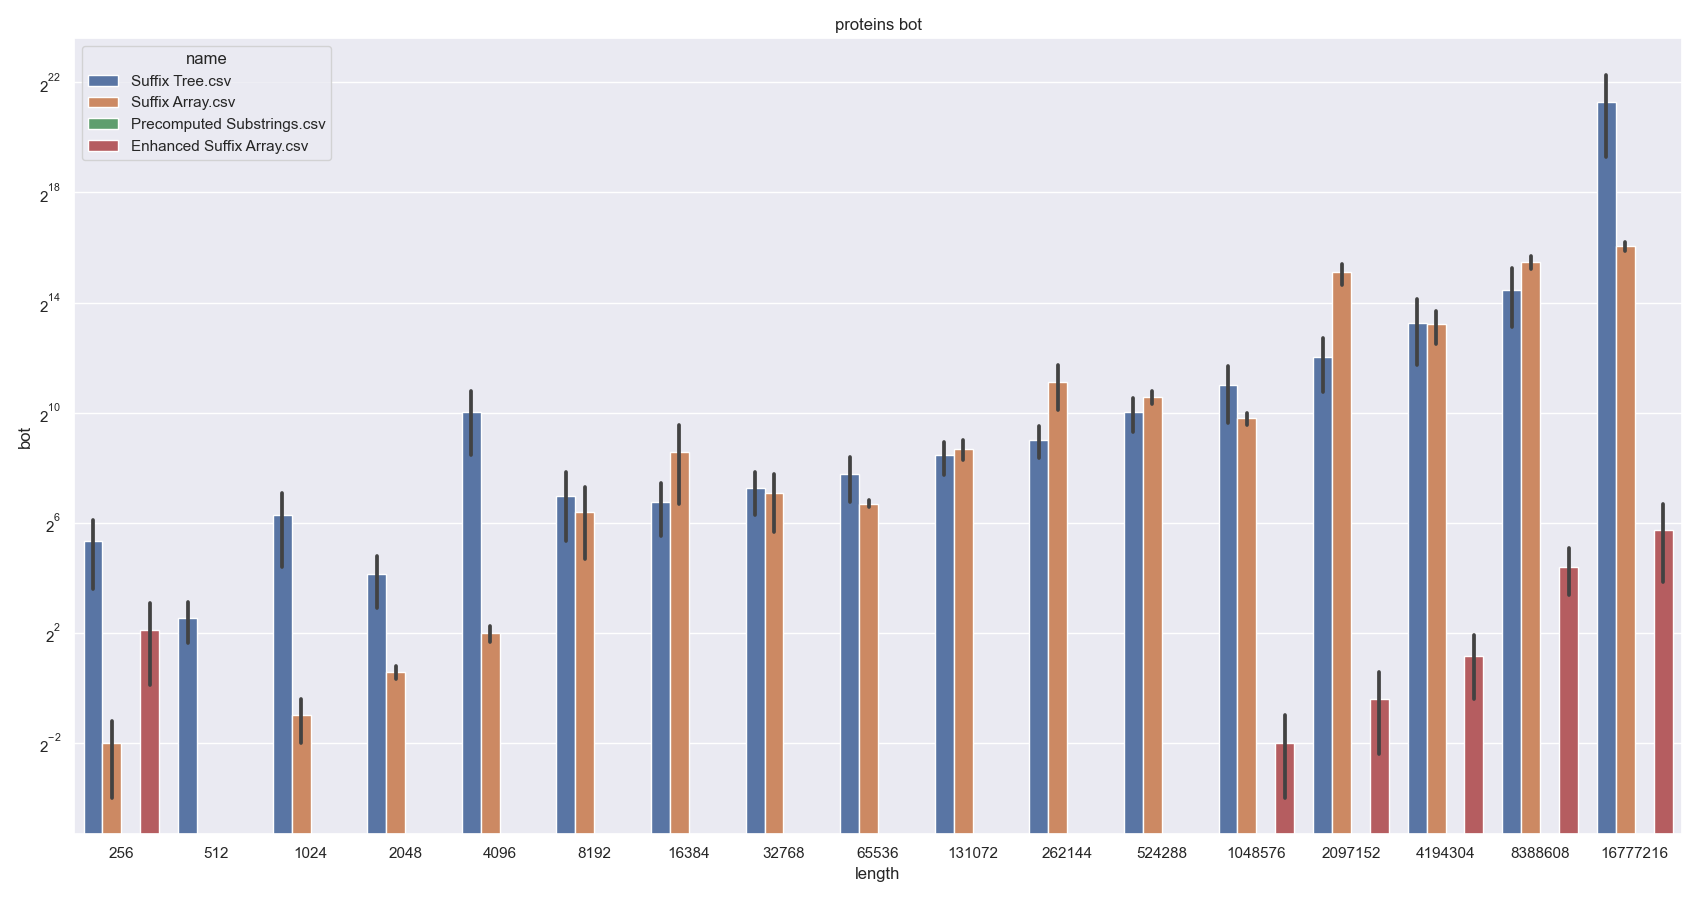 proteins bot
name
Suffix Tree.csv
Suffix Array.csv
Precomputed Substrings.csv
Enhanced Suffix Array.csv
2^22
2^18
2^14
2^10
2^6
2^2
2^−2
bot
256 512 1024 2048 4096 8192 16384 32768 65536 131072 262144 524288 1048576 2097152 4194304 8388608 16777216
length